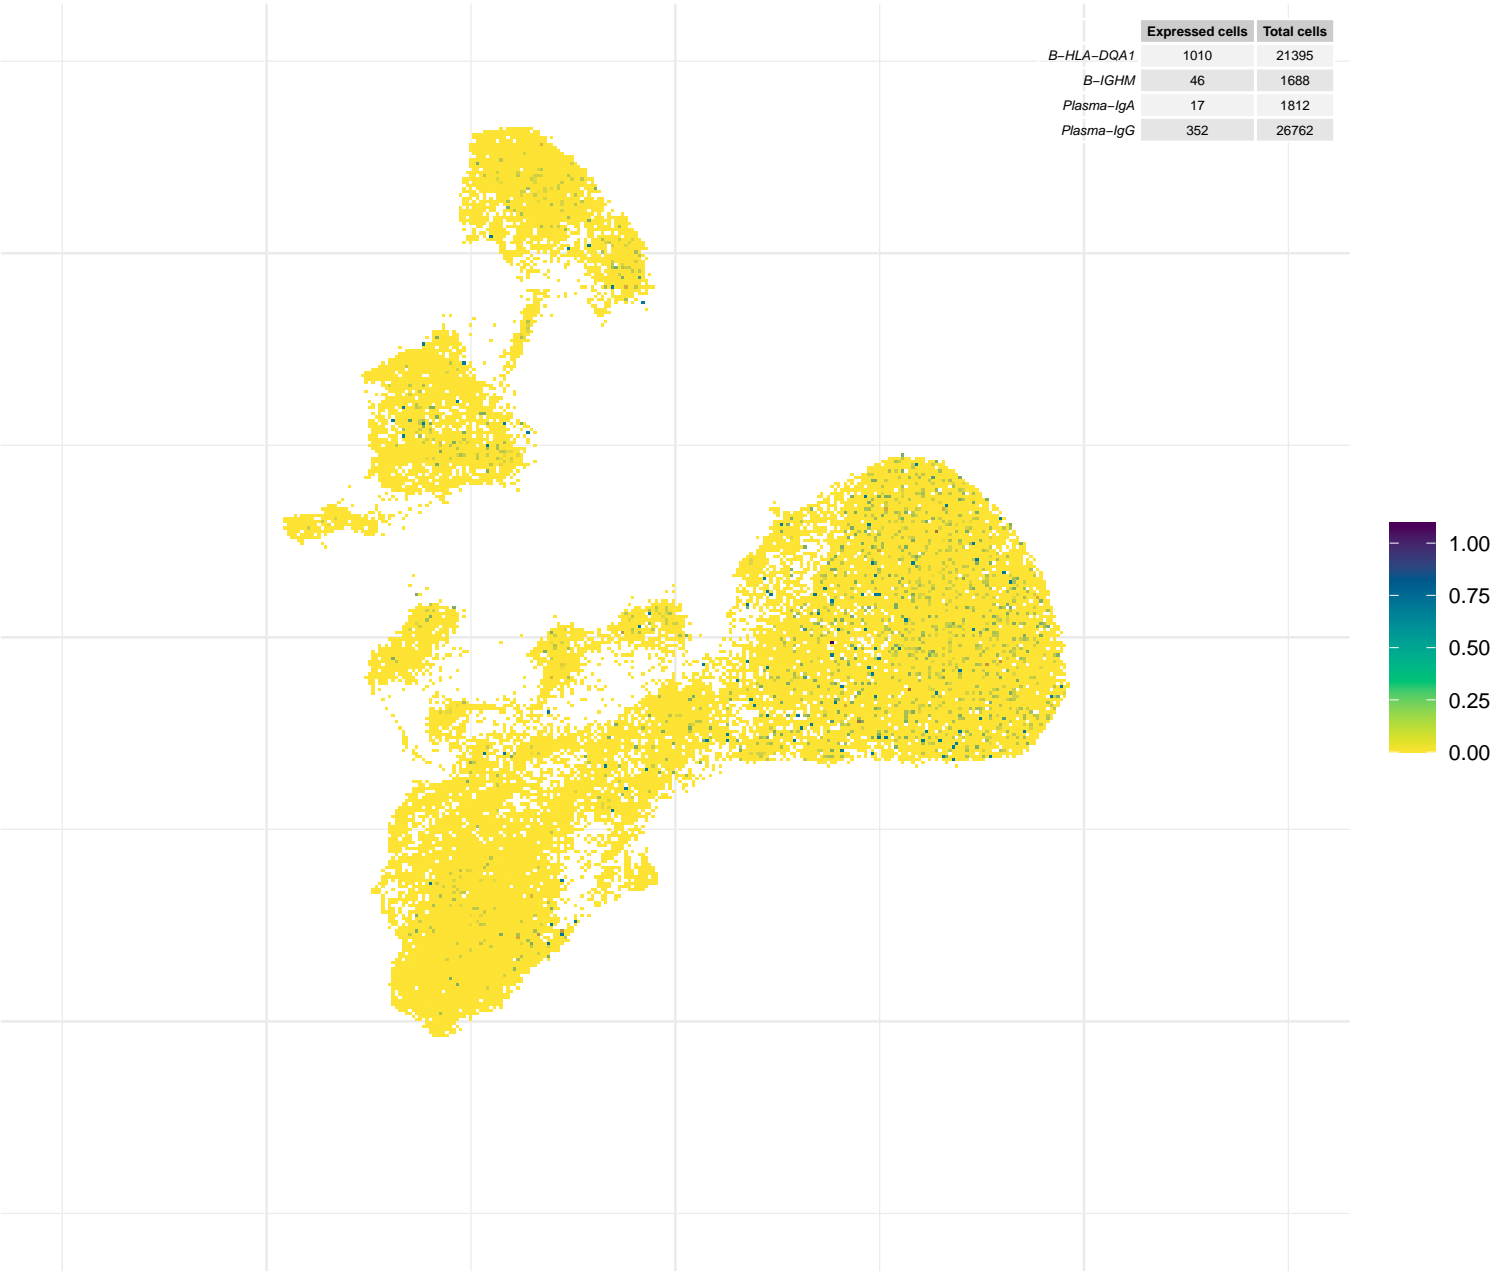 Expressed cells Total cells
B−HLA−DQA1 1010 21395
B−IGHM 46 1688
Plasma−IgA 17 1812
Plasma−IgG 352 26762
1.00
0.75
0.50
0.25
0.00